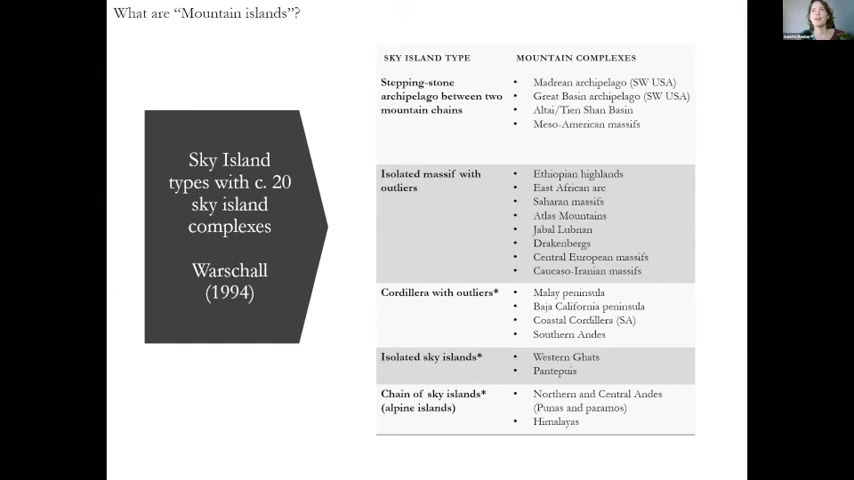 What are “Mountain islands”?
Sky Island
types with c. 20
sky island
complexes
Warschall
(1994)
SKY ISLAND TYPE MOUNTAIN COMPLEXES
Stepping-stone
archipelago between two
mountain chains
• Madrean archipelago (SW USA)
• Great Basin archipelago (SW USA)
• Altai/Tien Shan Basin
• Meso-American massifs
Isolated massif with
outliers
• Ethiopian highlands
• East African arc
• Saharan massifs
• Atlas Mountains
• Jabal Lubnan
• Drakenbergs
• Central European massifs
• Caucaso-Iranian massifs
Cordillera with outliers*
• Malay peninsula
• Baja California peninsula
• Coastal Cordillera (SA)
• Southern Andes
Isolated sky islands*
• Western Ghats
• Pantepuis
Chain of sky islands*
(alpine islands)
• Northern and Central Andes
(Punas and paramos)
• Himalayas